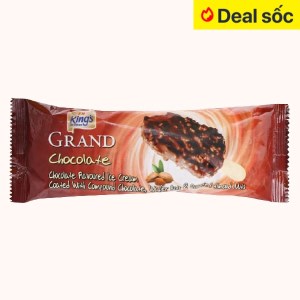 Deal sốc
King's
GRAND
Chocolate
Chocolate Flavoured Ice Cream
Coated With Compound Chocolate,